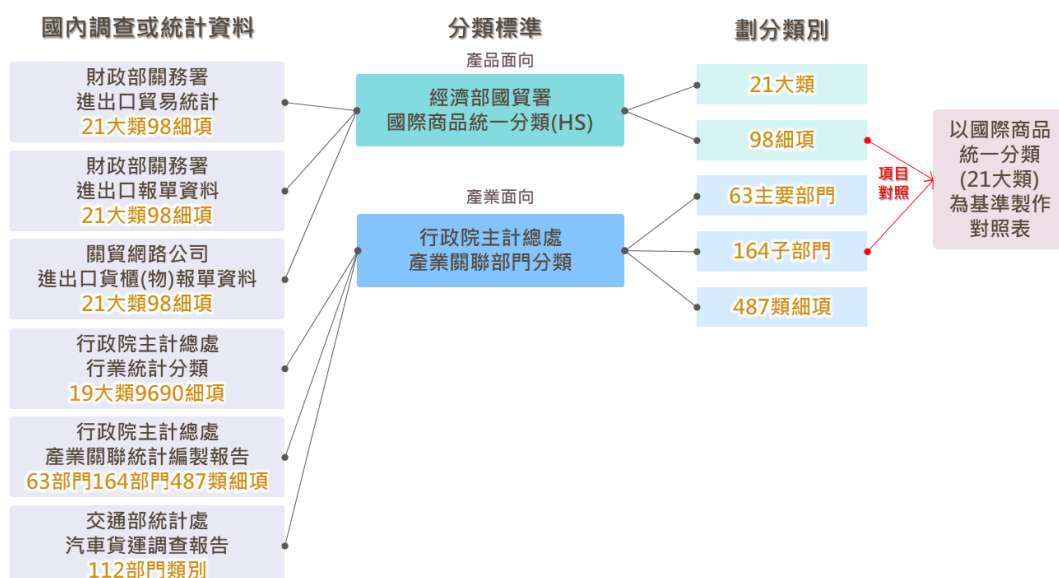 國內調查或統計資料
財政部關務署
進出口貿易統計
21大類98細項
財政部關務署
進出口報單資料
21大類98細項
關貿網路公司
進出口貨櫃(物)報單資料
21大類98細項
行政院主計總處
行業統計分類
19大類9690細項
行政院主計總處
產業關聯統計編製報告
63部門164部門487類細項
交通部統計處
汽車貨運調查報告
112部門類別
分類標準
產品面向
經濟部國貿署
國際商品統一分類(HS)
產業面向
行政院主計總處
產業關聯部門分類
劃分類別
21大類
98細項
63主要部門
164子部門
487類細項
項目
對照
以國際商品
統一分類
(21大類)
為基準製作
對照表